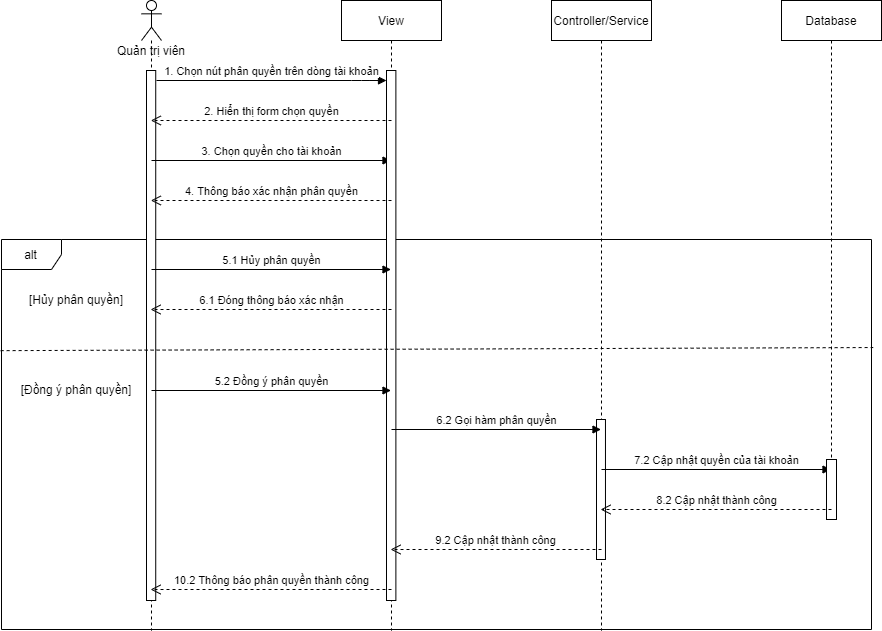 View
Controller/Service
Database
Quản trị viên
1. Chọn nút phân quyền trên dòng tài khoản
2. Hiển thị form chọn quyền
3. Chọn quyền cho tài khoản
4. Thông báo xác nhận phân quyền
alt
5.1 Hủy phân quyền
[Hủy phân quyền]
6.1 Đóng thông báo xác nhận
5.2 Đồng ý phân quyền
[Đồng ý phân quyền]
6.2 Gọi hàm phân quyền
7.2 Cập nhật quyền của tài khoản
8.2 Cập nhật thành công
9.2 Cập nhật thành công
10.2 Thông báo phân quyền thành công